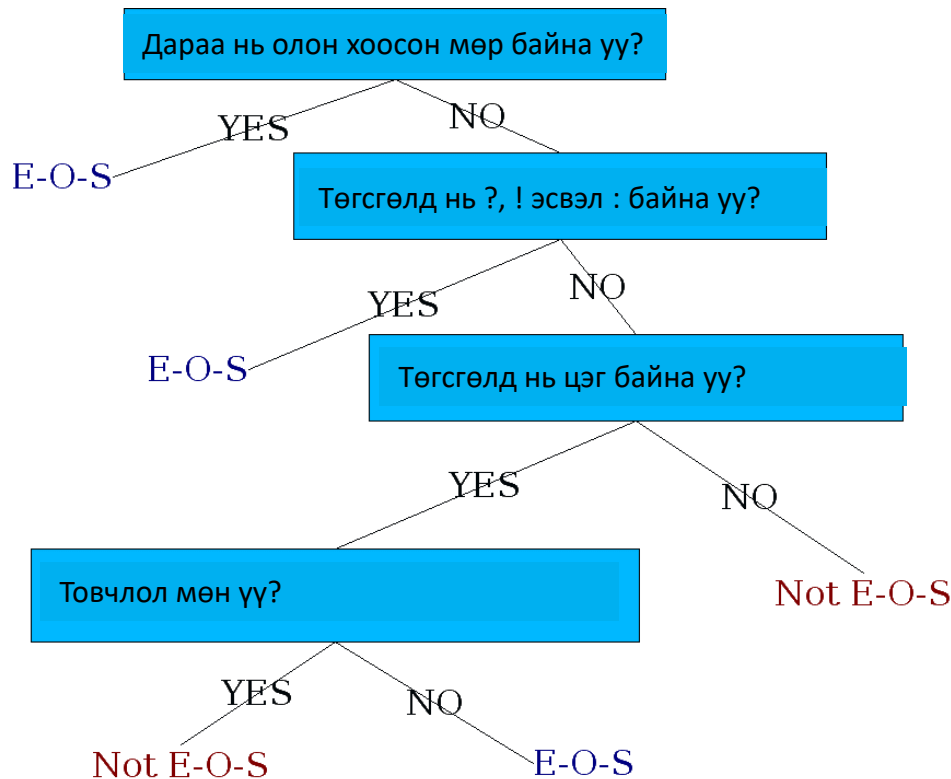 Дараа нь олон хоосон мөр байна уу?
YES
NO
E-O-S
Төгсгөлд нь ?, ! эсвэл : байна уу?
YES
NO
E-O-S
Төгсгөлд нь цэг байна уу?
YES
NO
Товчлол мөн үү?
Not E-O-S
YES
NO
Not E-O-S
E-O-S